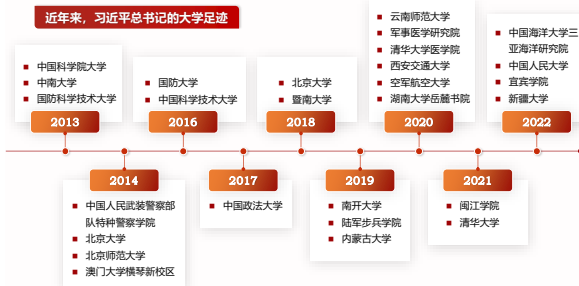 近年来，习近平总书记的大学足迹
中国科学院大学
中南大学
国防科学技术大学
2013
中国人民武装警察部
队特种警察学院
北京大学
北京师范大学
澳门大学横琴新校区
2014
国防大学
中国科学技术大学
2016
2017
中国政法大学
北京大学
暨南大学
2018
2019
南开大学
陆军步兵学院
内蒙古大学
云南师范大学
军事医学研究院
清华大学医学院
西安交通大学
空军航空大学
湖南大学岳麓书院
2020
2021
闽江学院
清华大学
中国海洋大学三
亚海洋研究院
中国人民大学
宜宾学院
新疆大学
2022